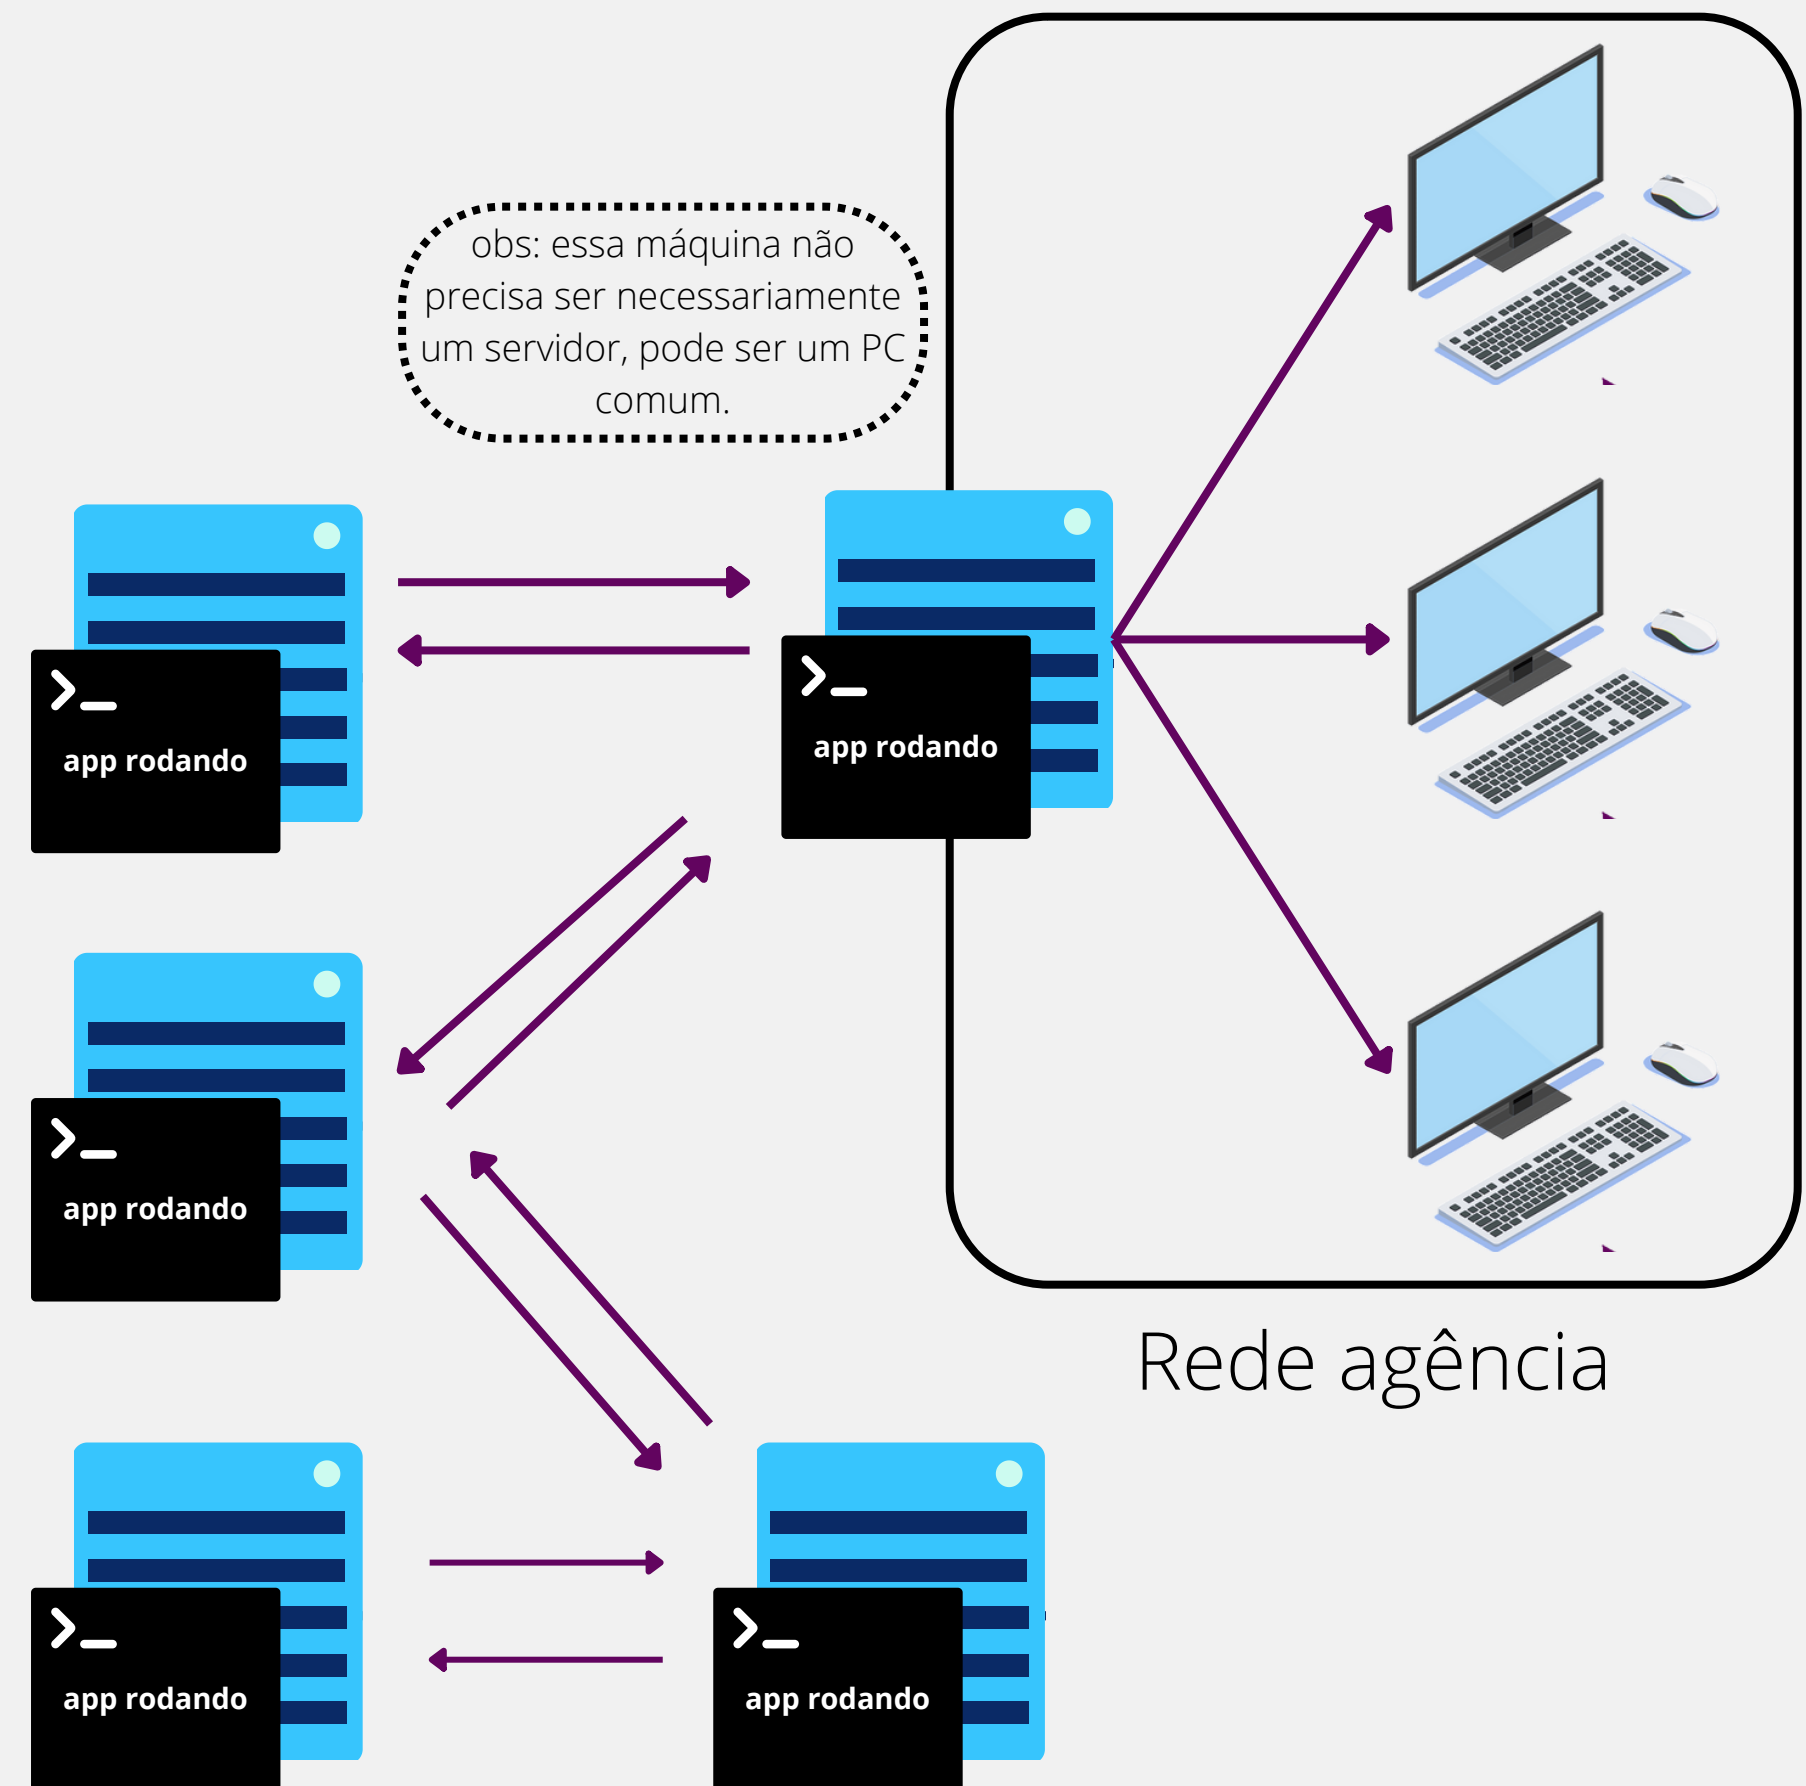 obs: essa máquina não
precisa ser necessariamente
um servidor, pode ser um PC
comum.
app rodando
app rodando
app rodando
Rede agência
app rodando
app rodando